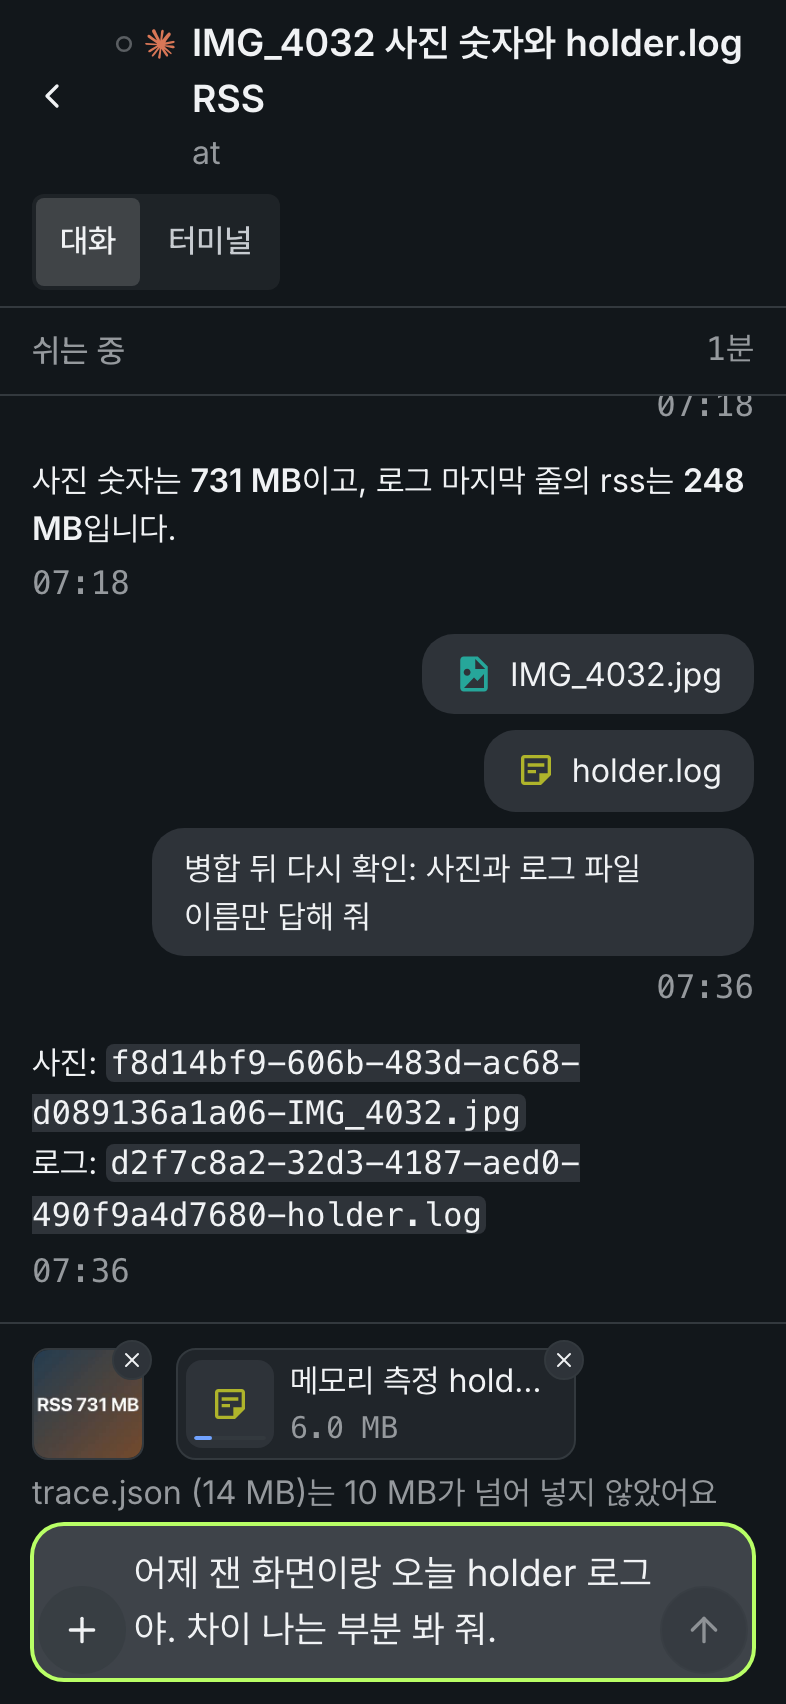 IMG_4032 사진 숫자와 holder.log
RSS
at
대화 터미널
쉬는 중 1분
07:18
사진 숫자는 731 MB이고, 로그 마지막 줄의 rss는 248
MB입니다.
07:18
IMG_4032.jpg
holder.log
병합 뒤 다시 확인: 사진과 로그 파일
이름만 답해 줘
07:36
사진: f8d14bf9-606b-483d-ac68-
d089136a1a06-IMG_4032.jpg
로그: d2f7c8a2-32d3-4187-aed0-
490f9a4d7680-holder.log
07:36
RSS 731 MB
메모리 측정 hold...
6.0 MB
trace.json (14 MB)는 10 MB가 넘어 넣지 않았어요
어제 잰 화면이랑 오늘 holder 로그
야. 차이 나는 부분 봐 줘.